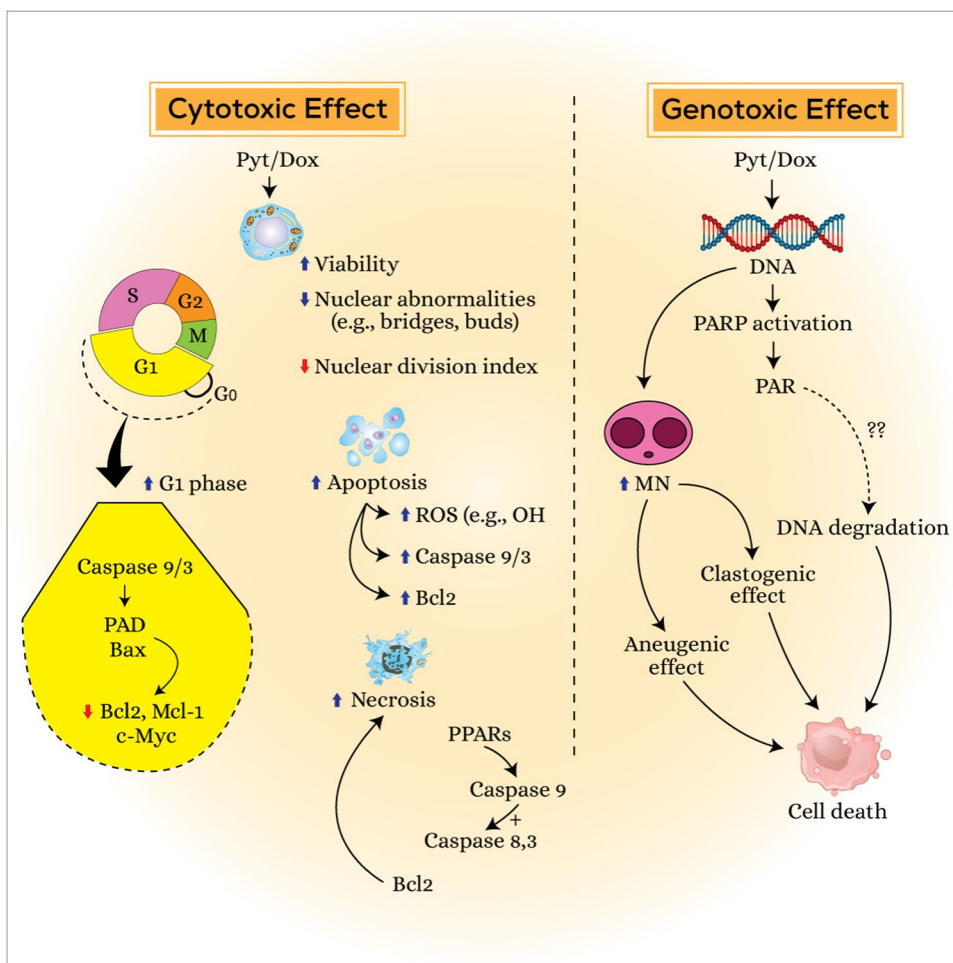 Cytotoxic Effect
Pyt/Dox
Viability
Nuclear abnormalities
(e.g., bridges, buds)
Nuclear division index
S
G2
M
G1
G0
G1 phase
Caspase 9/3
PAD
Bax
Bcl2, Mcl-1
c-Myc
Apoptosis
ROS (e.g., OH
Caspase 9/3
Bcl2
Necrosis
PPARs
Caspase 9
+
Caspase 8,3
Bcl2
Genotoxic Effect
Pyt/Dox
DNA
PARP activation
PAR
??
MN
DNA degradation
Clastogenic
effect
Aneugenic
effect
Cell death